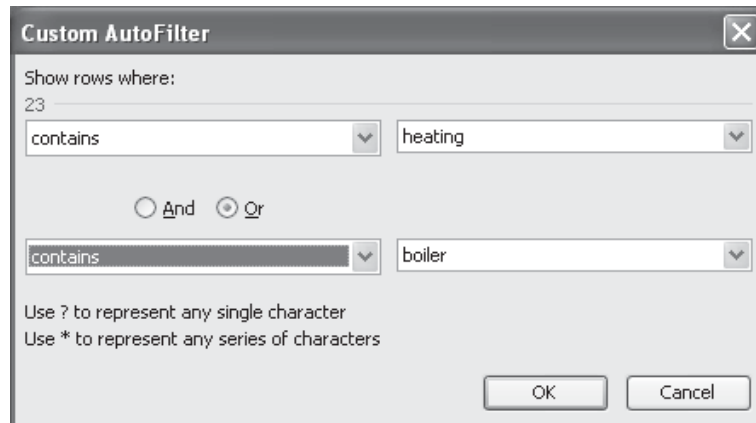 Custom AutoFilter
Show rows where:
23
contains heating
And Or
contains boiler
Use ? to represent any single character
Use * to represent any series of characters
OK Cancel